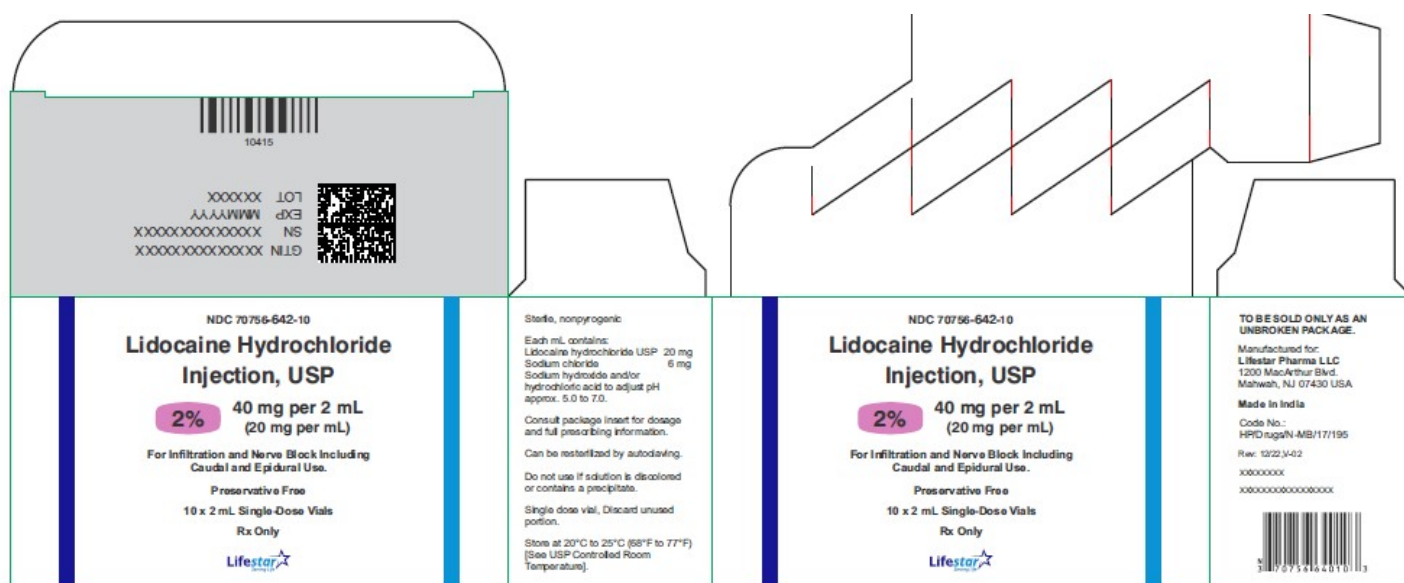 10415
LOT XXXXXX
EXP MMMYYYY
SN XXXXXXXXXXXXXX
GTIN XXXXXXXXXXXXXX
NDC 70756-642-10
Lidocaine Hydrochloride
Injection, USP
2%
40 mg per 2 mL
(20 mg per mL)
For Infiltration and Nerve Block Including
Caudal and Epidural Use.
Preservative Free
10 x 2 mL Single-Dose Vials
Rx Only
Lifestar
Sterile, nonpyrogenic
Each mL contains:
Lidocaine hydrochloride USP 20 mg
Sodium chloride 6 mg
Sodium hydroxide and/or
hydrochloric acid to adjust pH
approx. 5.0 to 7.0.
Consult package insert for dosage
and full prescribing information.
Can be resterilized by autoclaving.
Do not use if solution is discolored
or contains a precipitate.
Single dose vial, Discard unused
portion.
Store at 20°C to 25°C (68°F to 77°F)
[See USP Controlled Room
Temperature].
NDC 70756-642-10
Lidocaine Hydrochloride
Injection, USP
2%
40 mg per 2 mL
(20 mg per mL)
For Infiltration and Nerve Block Including
Caudal and Epidural Use.
Preservative Free
10 x 2 mL Single-Dose Vials
Rx Only
Lifestar
TO BE SOLD ONLY AS AN
UNBROKEN PACKAGE.
Manufactured for:
Lifestar Pharma LLC
1200 MacArthur Blvd.
Mahwah, NJ 07430 USA
Made in India
Code No.:
HP/Drugs/N-MB/17/195
Rev: 12/22,V-02
XXXXXXXX
3 70756 64010 3